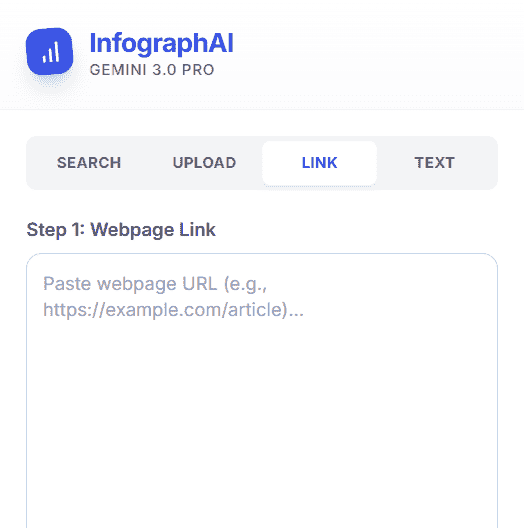 InfographAI
GEMINI 3.0 PRO
SEARCH UPLOAD LINK TEXT
Step 1: Webpage Link
Paste webpage URL (e.g.,
https://example.com/article)...